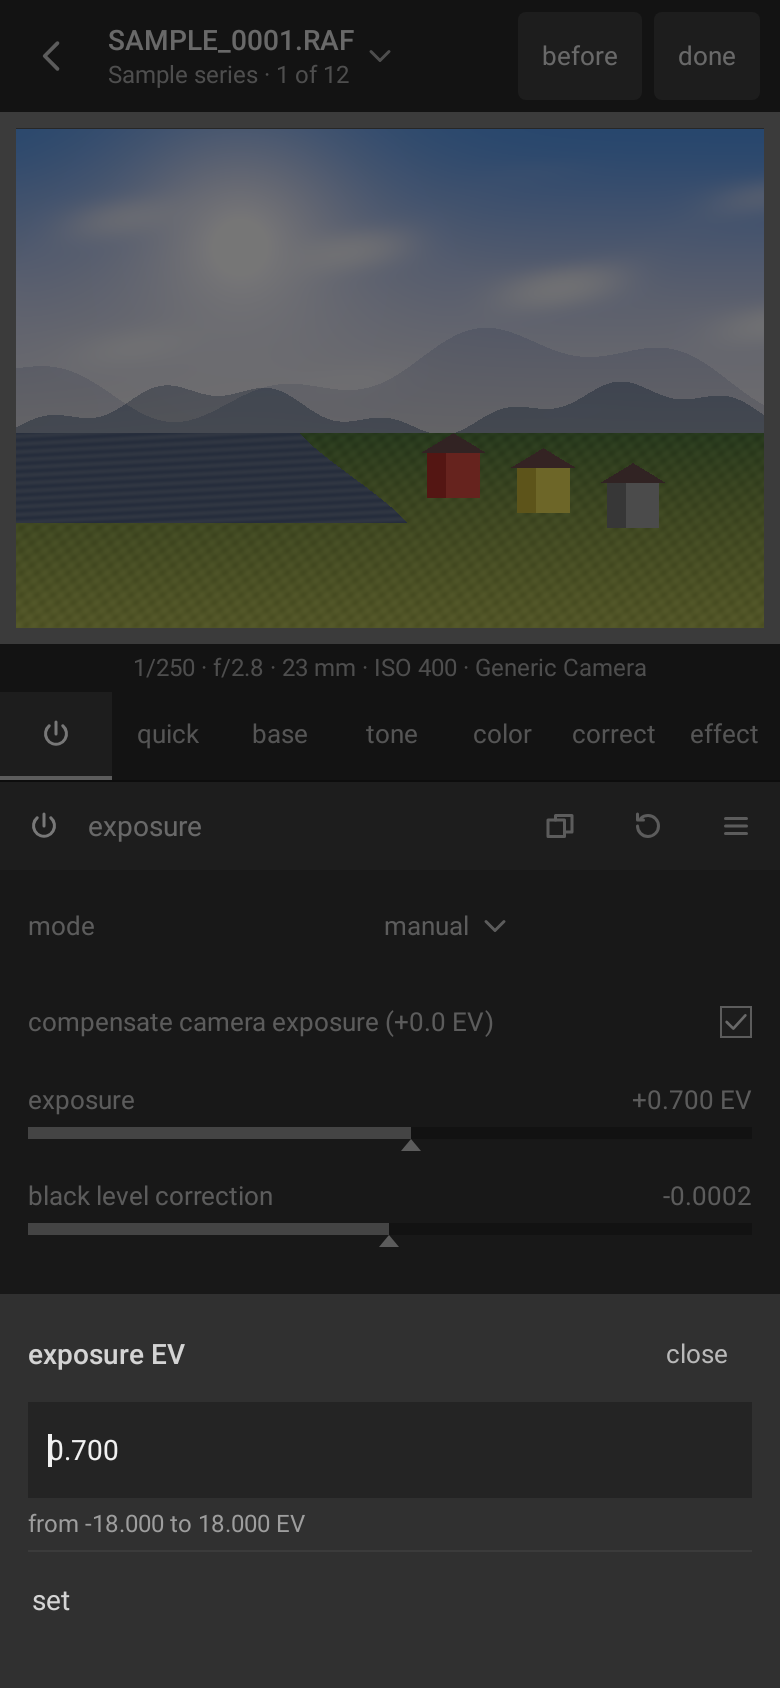 SAMPLE_0001.RAF
Sample series · 1 of 12
before
done
1/250 · f/2.8 · 23 mm · ISO 400 · Generic Camera
quick
base
tone
color
correct
effect
exposure
mode
manual
compensate camera exposure (+0.0 EV)
exposure
+0.700 EV
black level correction
-0.0002
exposure EV
close
0.700
from -18.000 to 18.000 EV
set